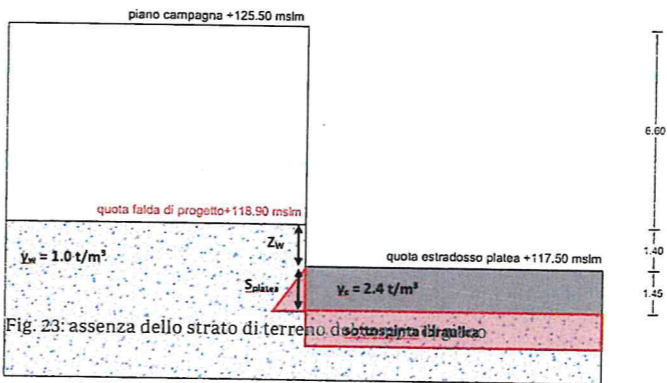 piano campagna +125.50 mslm
6.60
quota falda di progetto+118.90 mslm
Zw
quota estradosso platea +117.50 mslm
γw = 1.0 t/m³
1.40
Splatea
γc = 2.4 t/m³
1.45
Fig. 23: assenza dello strato di terreno
sottospinta idraulica